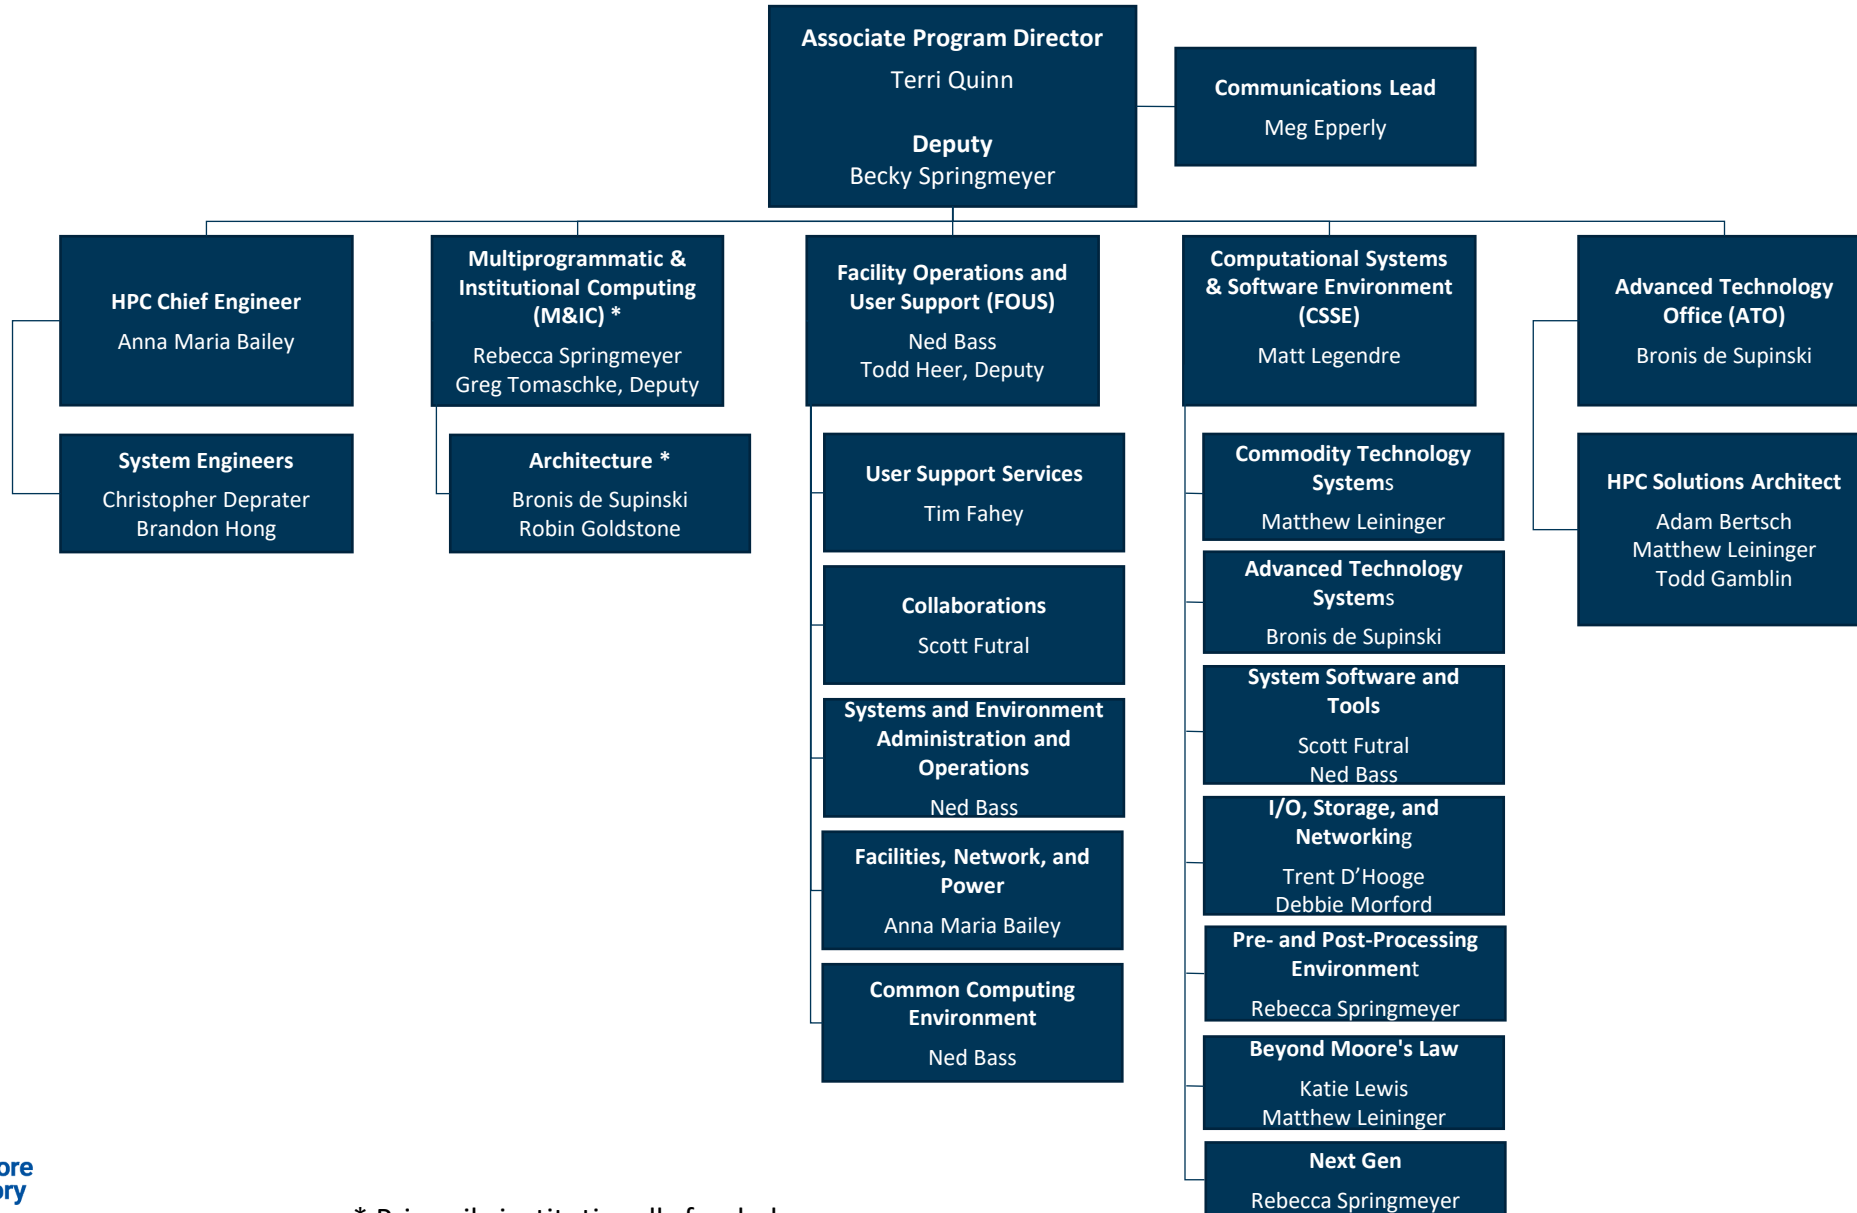 Associate Program Director
Terri Quinn
Deputy
Becky Springmeyer
Communications Lead
Meg Epperly
HPC Chief Engineer
Anna Maria Bailey
System Engineers
Christopher Deprater
Brandon Hong
Multiprogrammatic &
Institutional Computing
(M&IC) *
Rebecca Springmeyer
Greg Tomaschke, Deputy
Architecture *
Bronis de Supinski
Robin Goldstone
Facility Operations and
User Support (FOUS)
Ned Bass
Todd Heer, Deputy
User Support Services
Tim Fahey
Collaborations
Scott Futral
Systems and Environment
Administration and
Operations
Ned Bass
Facilities, Network, and
Power
Anna Maria Bailey
Common Computing
Environment
Ned Bass
Computational Systems
& Software Environment
(CSSE)
Matt Legendre
Commodity Technology
Systems
Matthew Leininger
Advanced Technology
Systems
Bronis de Supinski
System Software and
Tools
Scott Futral
Ned Bass
I/O, Storage, and
Networking
Trent D’Hooge
Debbie Morford
Pre- and Post-Processing
Environment
Rebecca Springmeyer
Beyond Moore's Law
Katie Lewis
Matthew Leininger
Next Gen
Rebecca Springmeyer
Advanced Technology
Office (ATO)
Bronis de Supinski
HPC Solutions Architect
Adam Bertsch
Matthew Leininger
Todd Gamblin
ore
ory